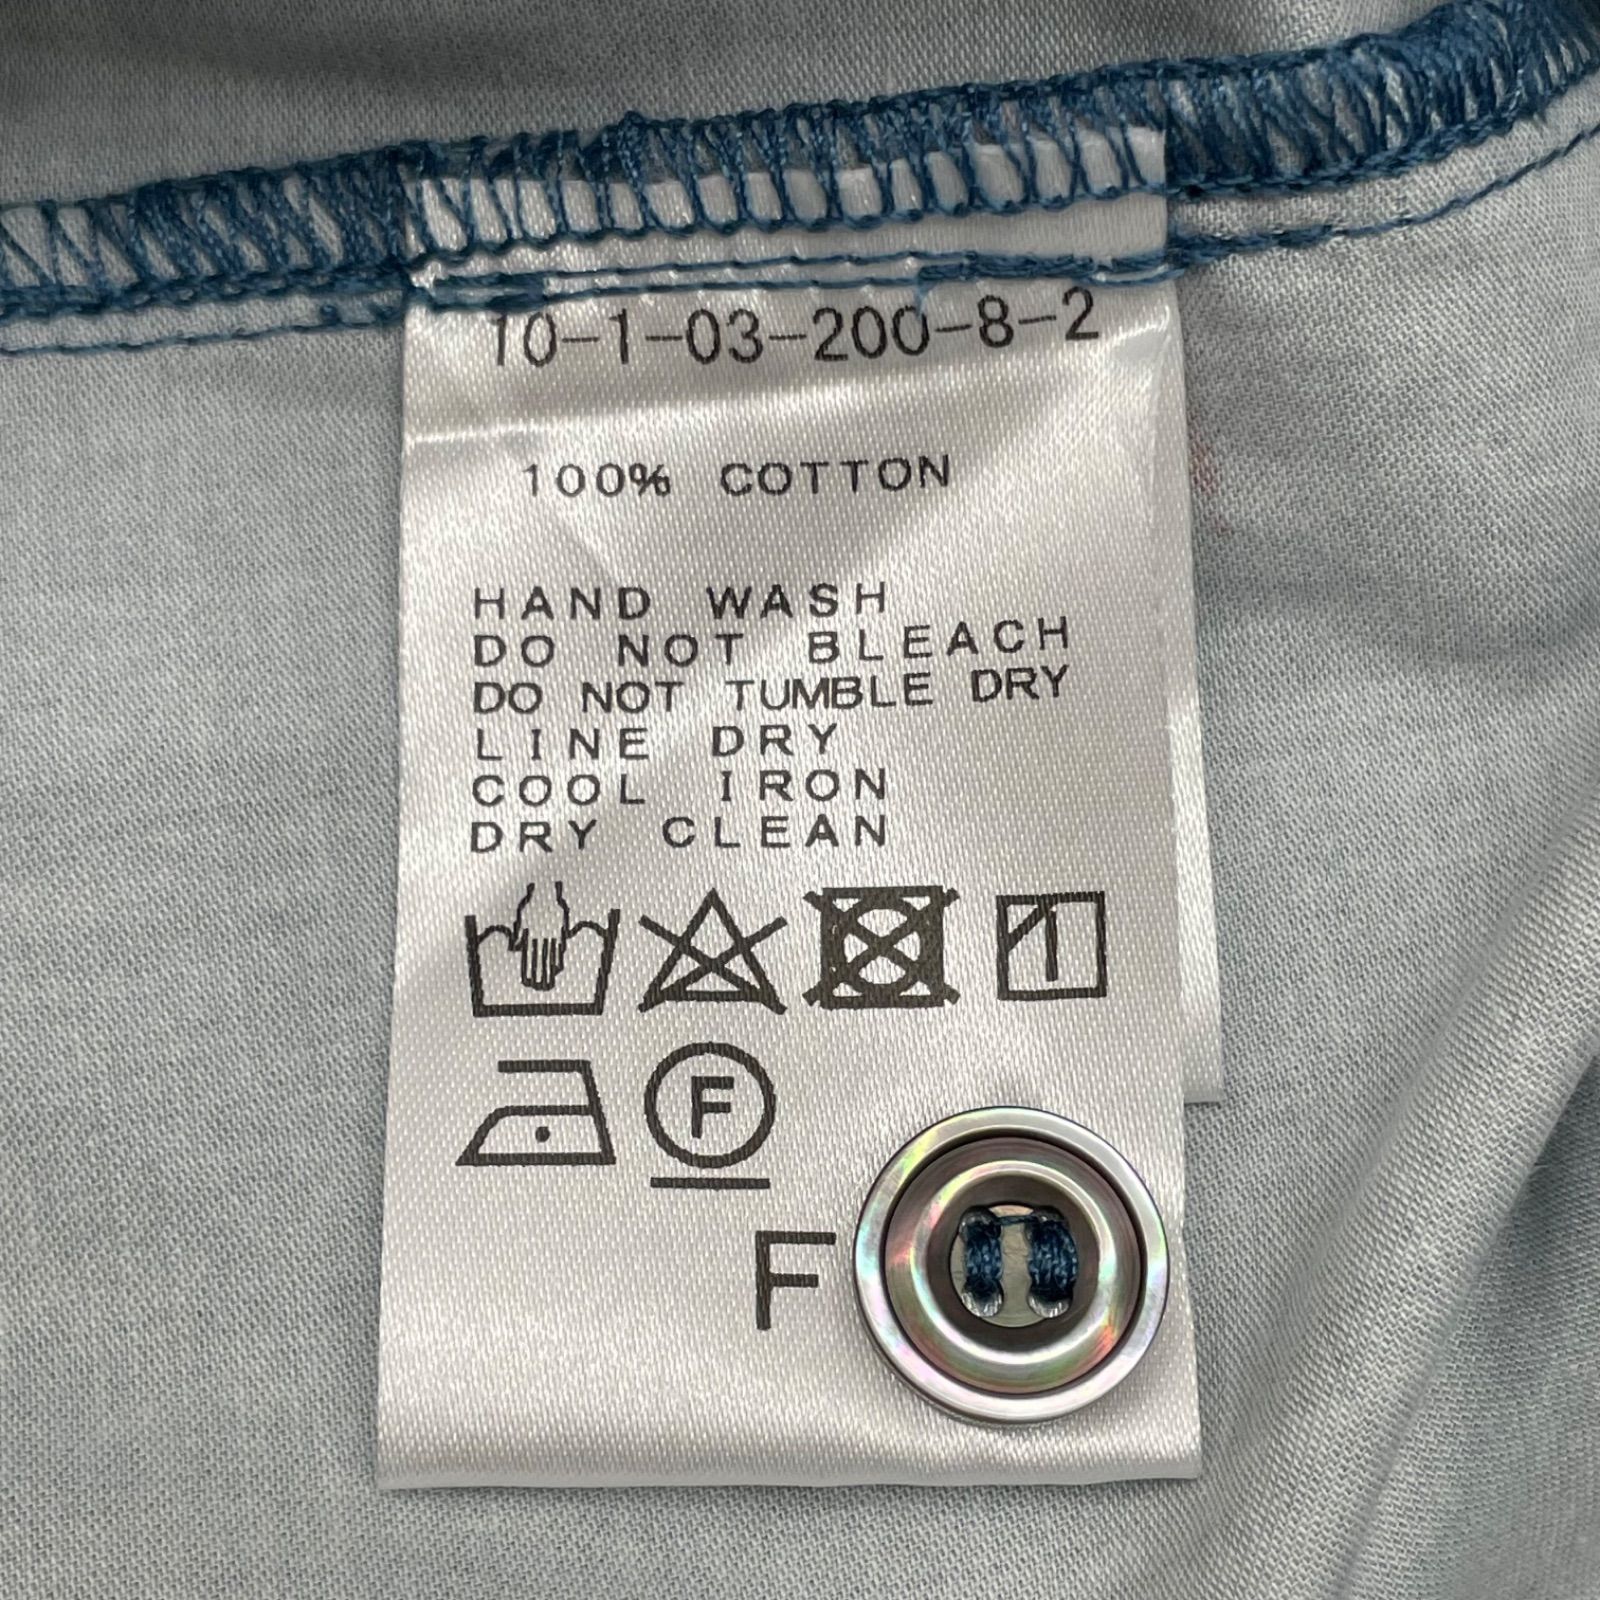 10-1-03-200-8-2
100% COTTON
HAND WASH
DO NOT BLEACH
DO NOT TUMBLE DRY
LINE DRY
COOL IRON
DRY CLEAN
F
F